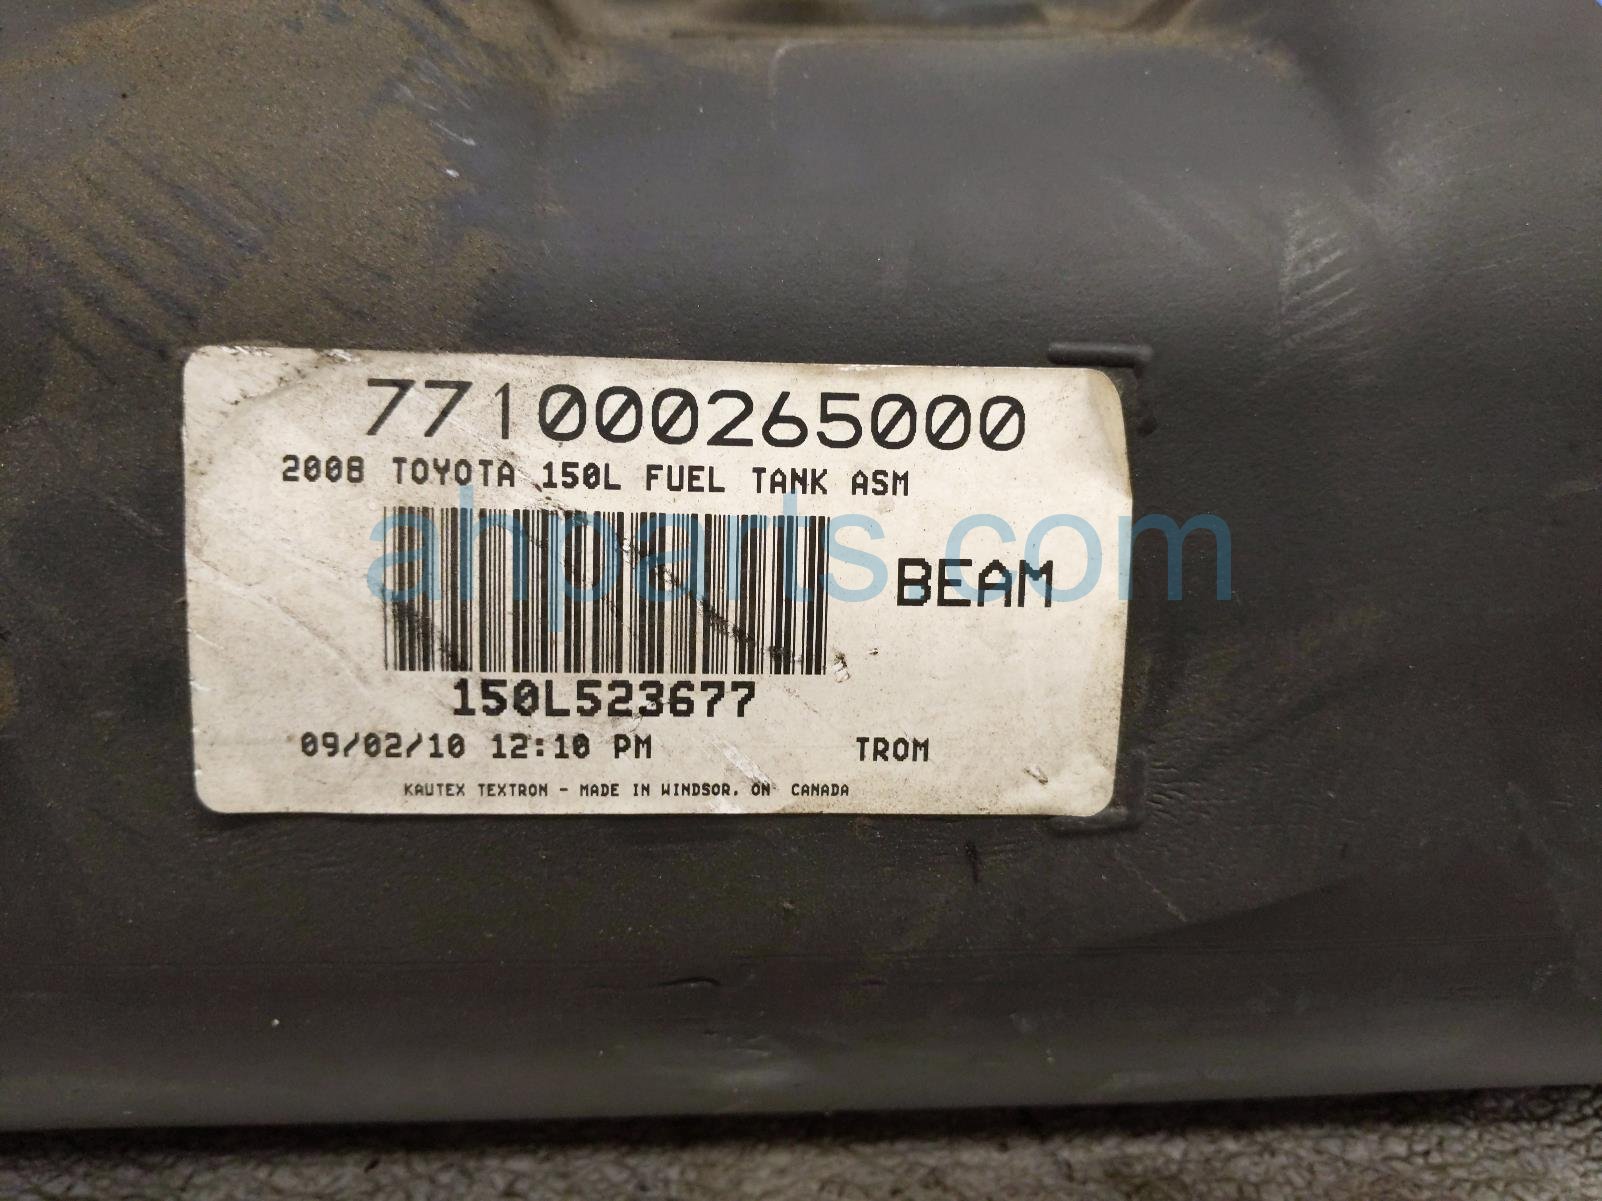 771000265000
2008 TOYOTA 150L FUEL TANK ASM
ahparts.com
BEAM
150L523677
09/02/10 12:10 PM TROM
KAUTEX TEXTRON - MADE IN WINDSOR, ON CANADA